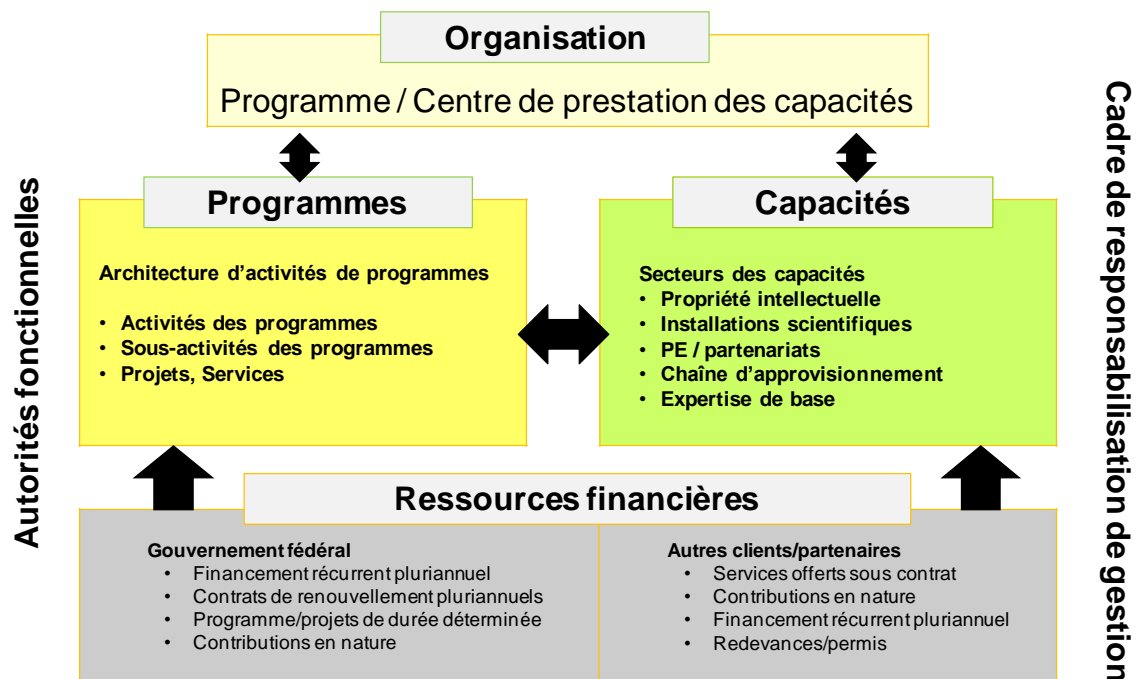 Organisation
Programme / Centre de prestation des capacités
Autorités fonctionnelles
Programmes
Architecture d'activités de programmes
• Activités des programmes
• Sous-activités des programmes
• Projets, Services
Capacités
Secteurs des capacités
• Propriété intellectuelle
• Installations scientifiques
• PE / partenariats
• Chaîne d'approvisionnement
• Expertise de base
Cadre de responsabilisation de gestion
Ressources financières
Gouvernement fédéral
• Financement récurrent pluriannuel
• Contrats de renouvellement pluriannuels
• Programme/projets de durée déterminée
• Contributions en nature
Autres clients/partenaires
• Services offerts sous contrat
• Contributions en nature
• Financement récurrent pluriannuel
• Redevances/permis